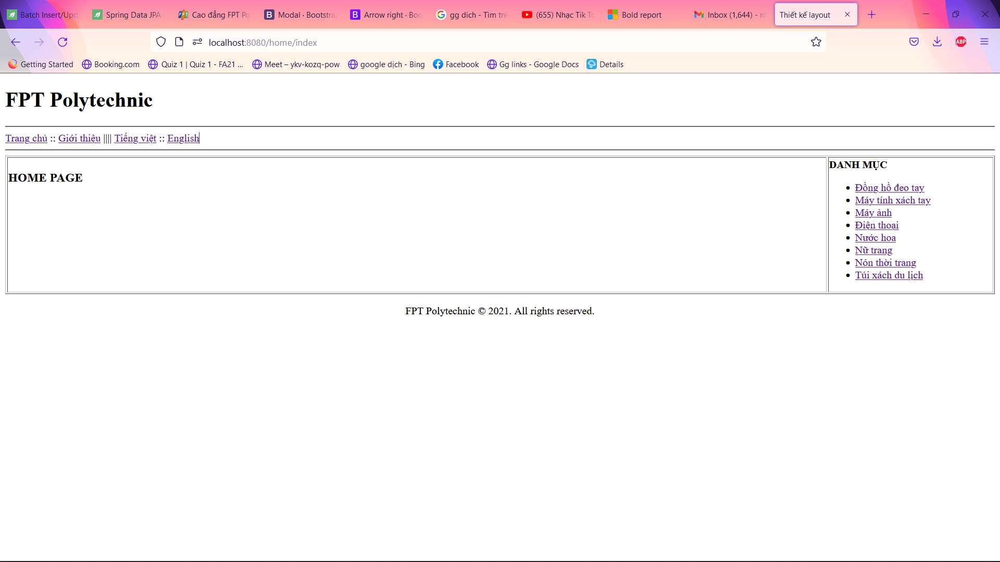 Batch Insert/Upd
Spring Data JPA
Cao đẳng FPT Po
Modal · Bootstra
Arrow right · Boo
gg dich - Tìm trê
(655) Nhạc Tik To
Bold report
Inbox (1,644) - nh
Thiết kế layout
localhost:8080/home/index
ABP
Getting Started
Booking.com
Quiz 1 | Quiz 1 - FA21 ...
Meet – ykv-kozq-pow
google dịch - Bing
Facebook
Gg links - Google Docs
Details
FPT Polytechnic
Trang chủ :: Giới thiệu |||| Tiếng việt :: English
HOME PAGE
DANH MỤC
Đồng hồ đeo tay
Máy tính xách tay
Máy ảnh
Điện thoại
Nước hoa
Nữ trang
Nón thời trang
Túi xách du lịch
FPT Polytechnic © 2021. All rights reserved.